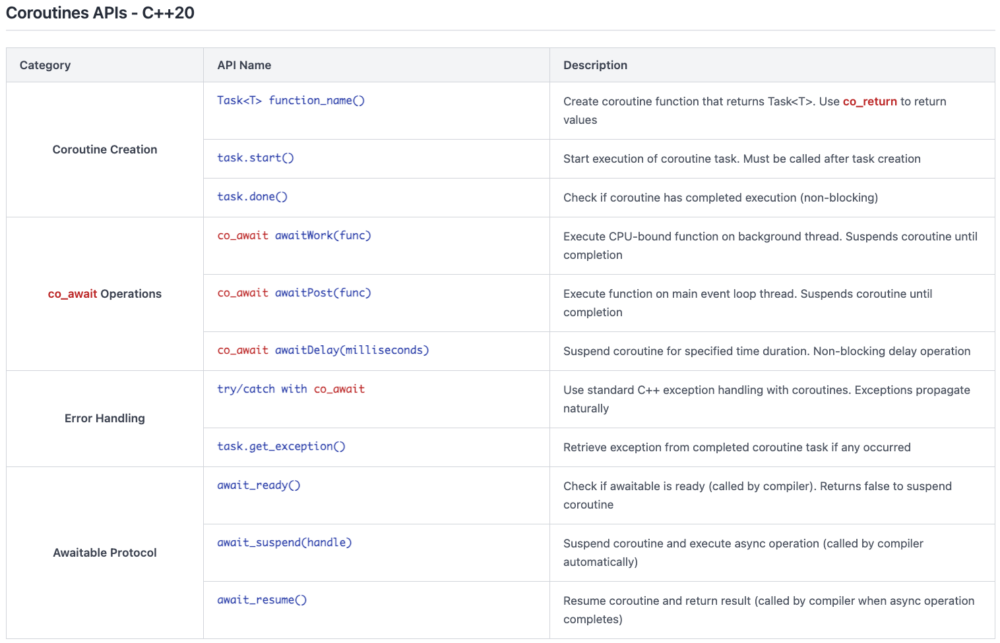 Coroutines APIs - C++20
Category
API Name
Description
Coroutine Creation
Task<T> function_name()
Create coroutine function that returns Task<T>. Use co_return to return
values
task.start()
Start execution of coroutine task. Must be called after task creation
task.done()
Check if coroutine has completed execution (non-blocking)
co_await Operations
co_await awaitWork(func)
Execute CPU-bound function on background thread. Suspends coroutine until
completion
co_await awaitPost(func)
Execute function on main event loop thread. Suspends coroutine until
completion
co_await awaitDelay(milliseconds)
Suspend coroutine for specified time duration. Non-blocking delay operation
Error Handling
try/catch with co_await
Use standard C++ exception handling with coroutines. Exceptions propagate
naturally
task.get_exception()
Retrieve exception from completed coroutine task if any occurred
Awaitable Protocol
await_ready()
Check if awaitable is ready (called by compiler). Returns false to suspend
coroutine
await_suspend(handle)
Suspend coroutine and execute async operation (called by compiler
automatically)
await_resume()
Resume coroutine and return result (called by compiler when async operation
completes)